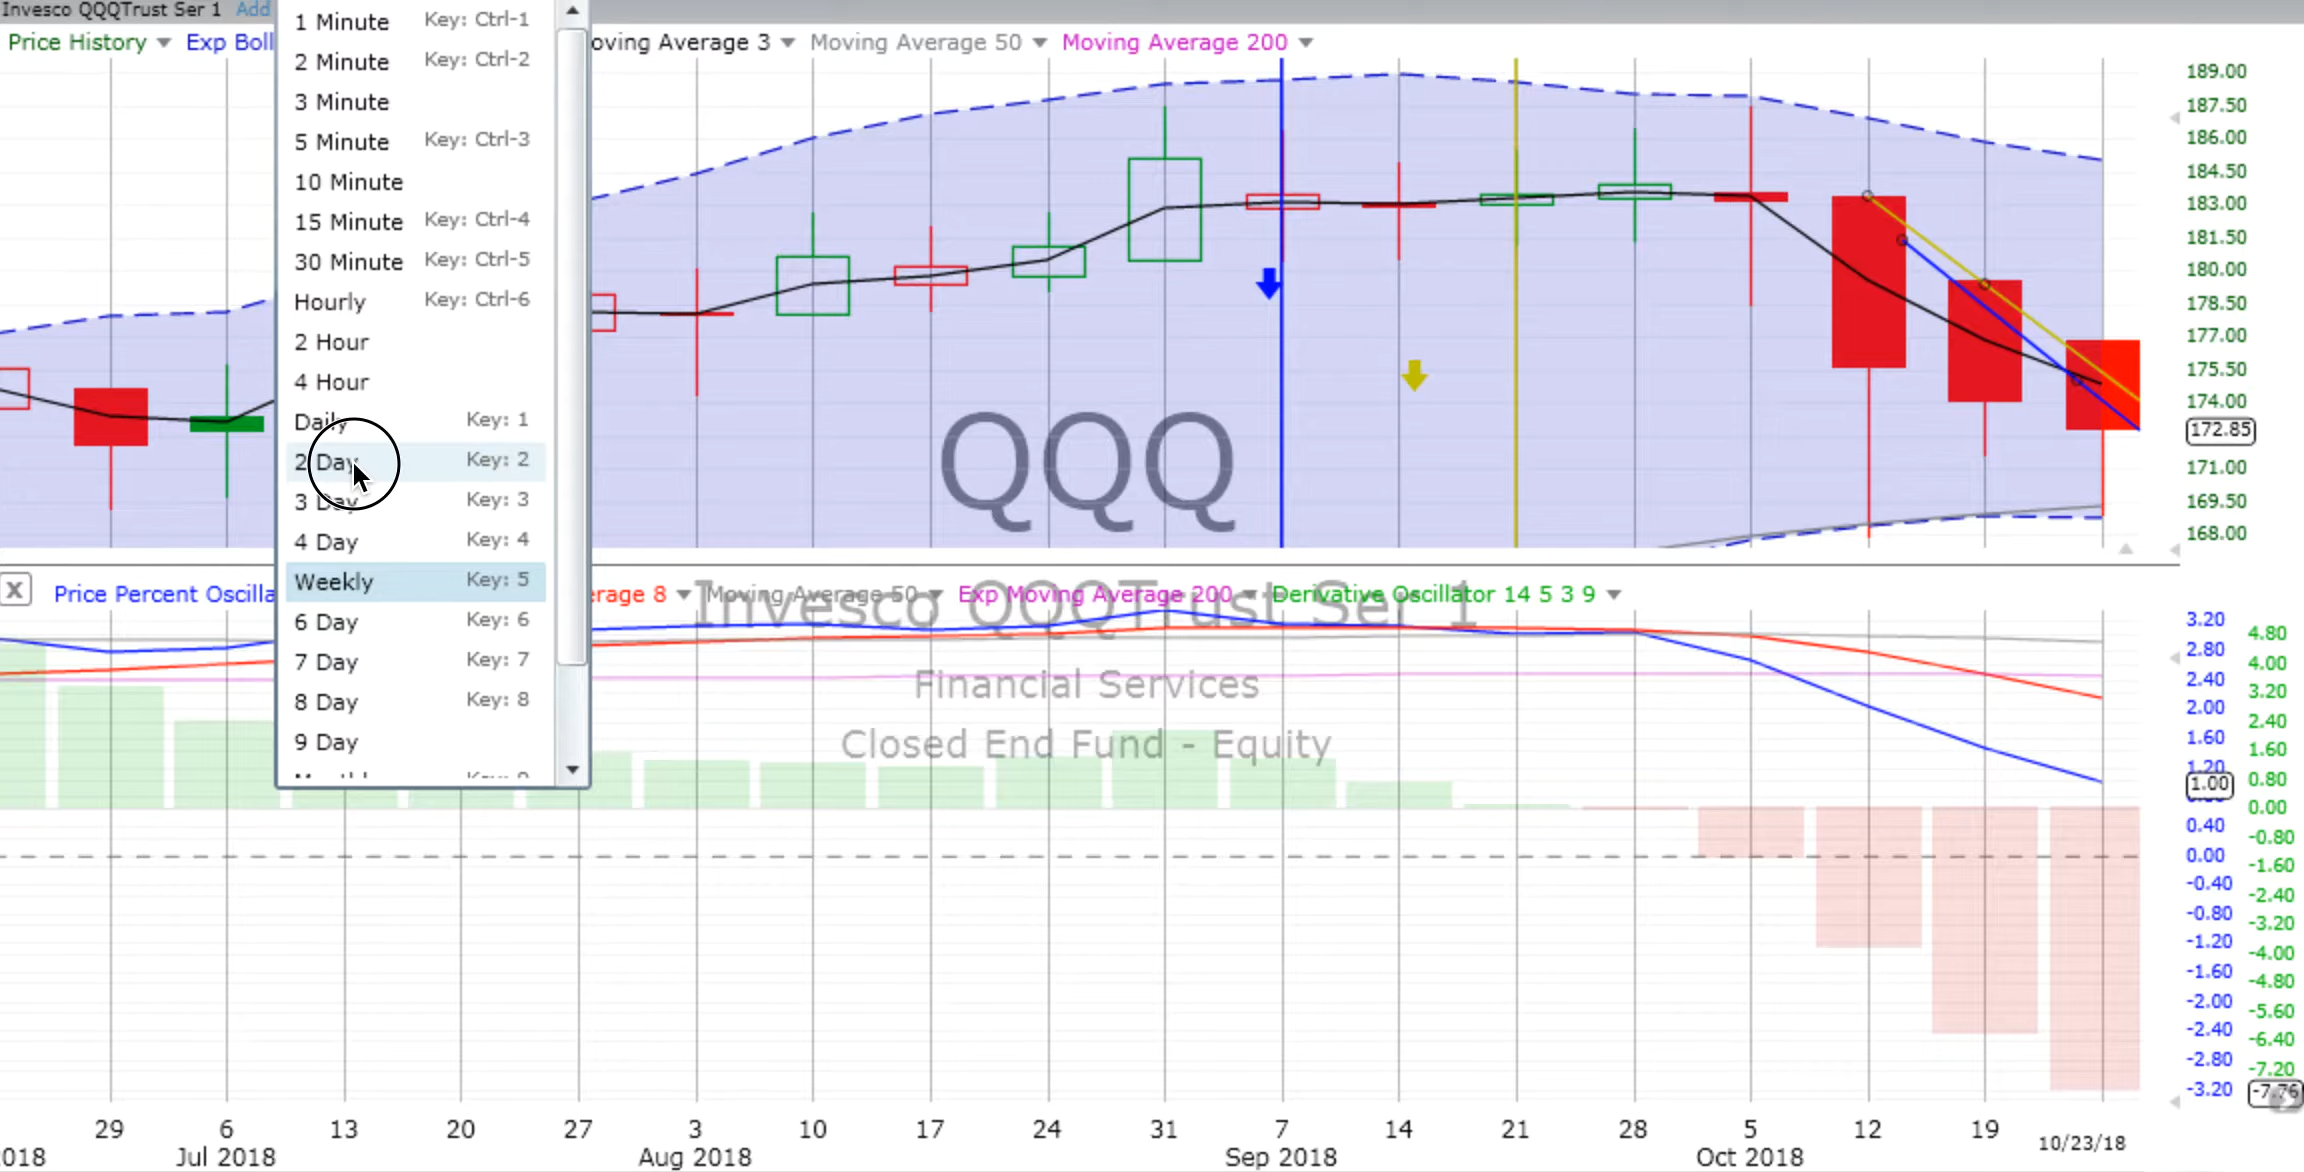 Invesco QQQTrust Ser 1 Add
Price History Exp Boll oving Average 3 Moving Average 50 Moving Average 200
1 Minute Key: Ctrl-1
2 Minute Key: Ctrl-2
3 Minute
5 Minute Key: Ctrl-3
10 Minute
15 Minute Key: Ctrl-4
30 Minute Key: Ctrl-5
Hourly Key: Ctrl-6
2 Hour
4 Hour
Daily Key: 1
2 Day Key: 2
3 Day Key: 3
4 Day Key: 4
Weekly Key: 5
6 Day Key: 6
7 Day Key: 7
8 Day Key: 8
9 Day
QQQ
189.00
187.50
186.00
184.50
183.00
181.50
180.00
178.50
177.00
175.50
174.00
172.85
171.00
169.50
168.00
X Price Percent Oscilla erage 8 Moving Average 50 Exp Moving Average 200 Derivative Oscillator 14 5 3 9
Invesco QQQTrust Ser 1
Financial Services
Closed End Fund - Equity
3.20
2.80
2.40
2.00
1.60
1.20
1.00
0.40
0.00
-0.40
-0.80
-1.20
-1.60
-2.00
-2.40
-2.80
-3.20
4.80
4.00
3.20
2.40
1.60
0.80
0.00
-0.80
-1.60
-2.40
-3.20
-4.00
-4.80
-5.60
-6.40
-7.20
-7.76
29 6 13 20 27 3 10 17 24 31 7 14 21 28 5 12 19 10/23/18
2018 Jul 2018 Aug 2018 Sep 2018 Oct 2018